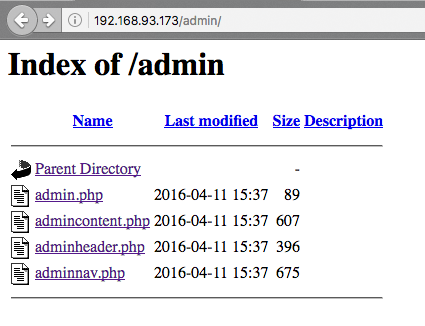 192.168.93.173/admin/
Index of /admin
Name Last modified Size Description
Parent Directory -
admin.php 2016-04-11 15:37 89
admincontent.php 2016-04-11 15:37 607
adminheader.php 2016-04-11 15:37 396
adminnav.php 2016-04-11 15:37 675